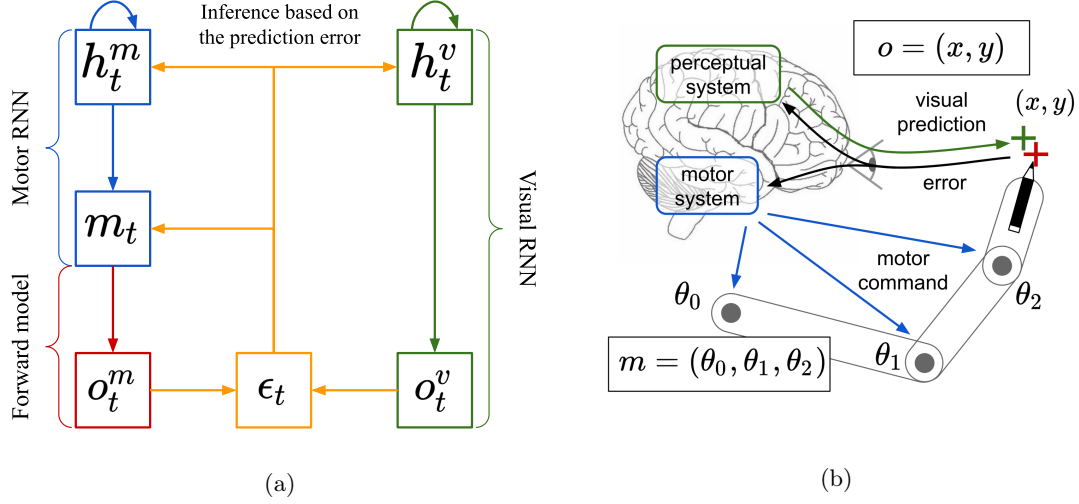 Inference based on
the prediction error
Motor RNN
Forward model
Visual RNN
h_t^m
h_t^v
m_t
o_t^m
ϵ_t
o_t^v
(a)
o = (x, y)
perceptual
system
motor
system
visual
prediction
(x, y)
error
motor
command
θ_0
θ_1
θ_2
m = (θ_0, θ_1, θ_2)
(b)